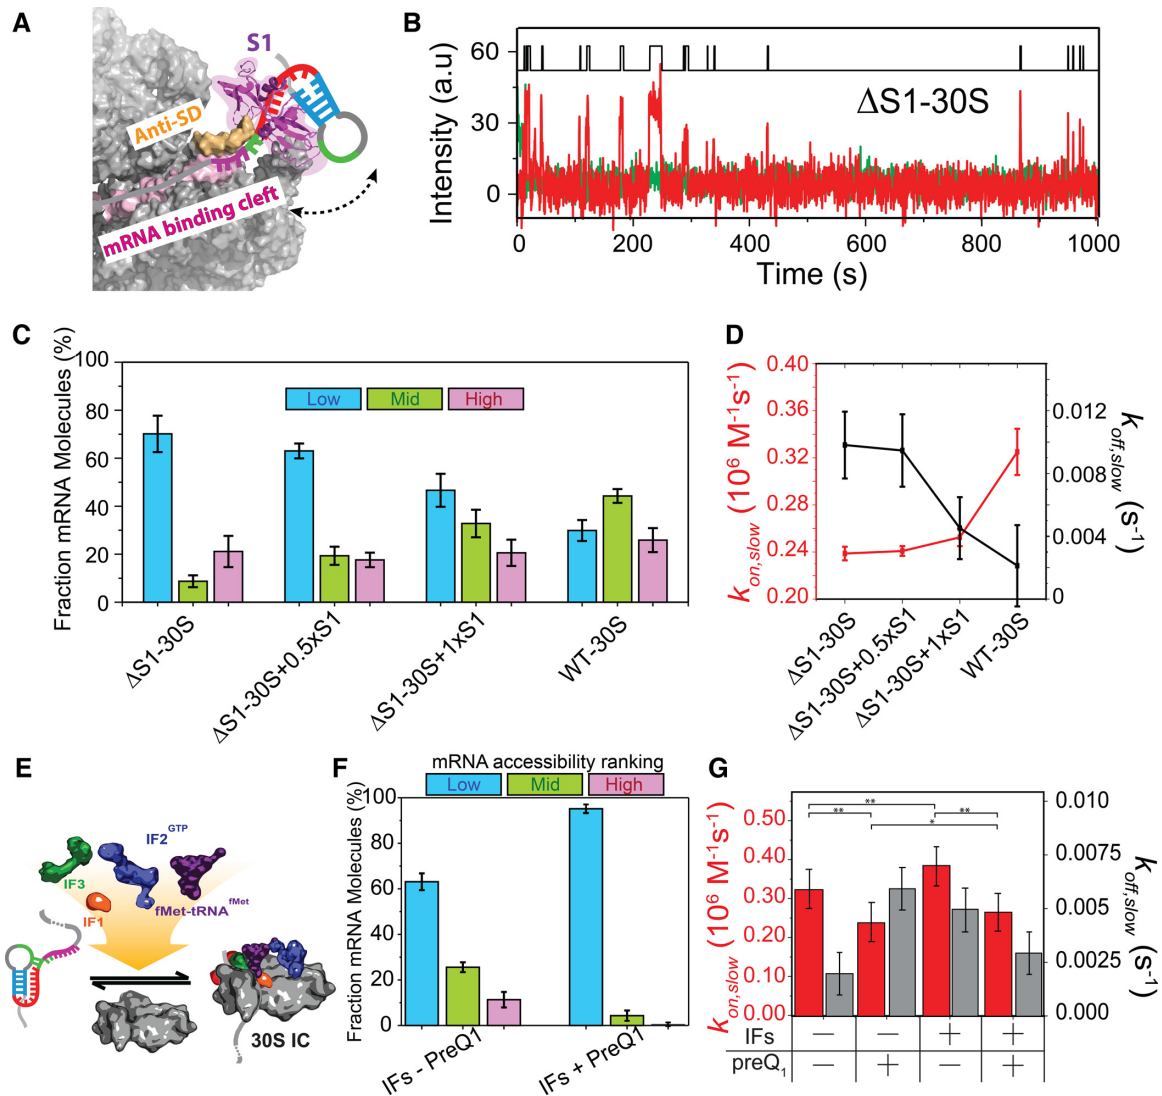 A
S1
Anti-SD
mRNA binding cleft
B
Intensity (a.u)
60
30
0
ΔS1-30S
0 200 400 600 800 1000
Time (s)
C
Fraction mRNA Molecules (%)
100
80
60
40
20
0
Low Mid High
ΔS1-30S
ΔS1-30S+0.5xS1
ΔS1-30S+1xS1
WT-30S
D
k_on,slow (10⁶ M⁻¹s⁻¹)
0.40
0.36
0.32
0.28
0.24
0.20
0.012
0.008
0.004
0
k_off,slow (s⁻¹)
ΔS1-30S
ΔS1-30S+0.5xS1
ΔS1-30S+1xS1
WT-30S
E
IF3
IF2^GTP
IF1
fMet-tRNA^fMet
30S IC
F
mRNA accessibility ranking
Low Mid High
Fraction mRNA Molecules (%)
100
80
60
40
20
0
IFs - PreQ1
IFs + PreQ1
G
k_on,slow (10⁶ M⁻¹s⁻¹)
0.50
0.40
0.30
0.20
0.10
0.00
** ** ** *
0.010
0.0075
0.005
0.0025
0.000
k_off,slow (s⁻¹)
IFs — — + +
preQ₁ — + — +